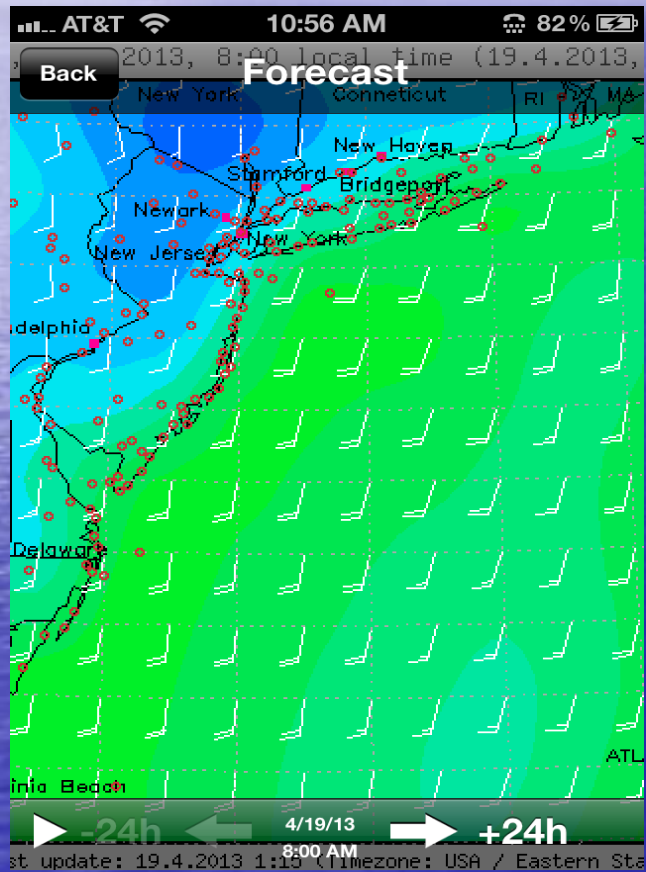 AT&T 10:56 AM 82%
2013, 8:00 local time (19.4.2013,
Back Forecast
New York Conneticut RI MA
New Haven
Stamford Bridgeport
Newark
New York
New Jersey
delphia
Delaware
ATL
inia Beach
-24h 4/19/13 +24h
8:00 AM
st update: 19.4.2013 1:15 (Timezone: USA / Eastern Sta